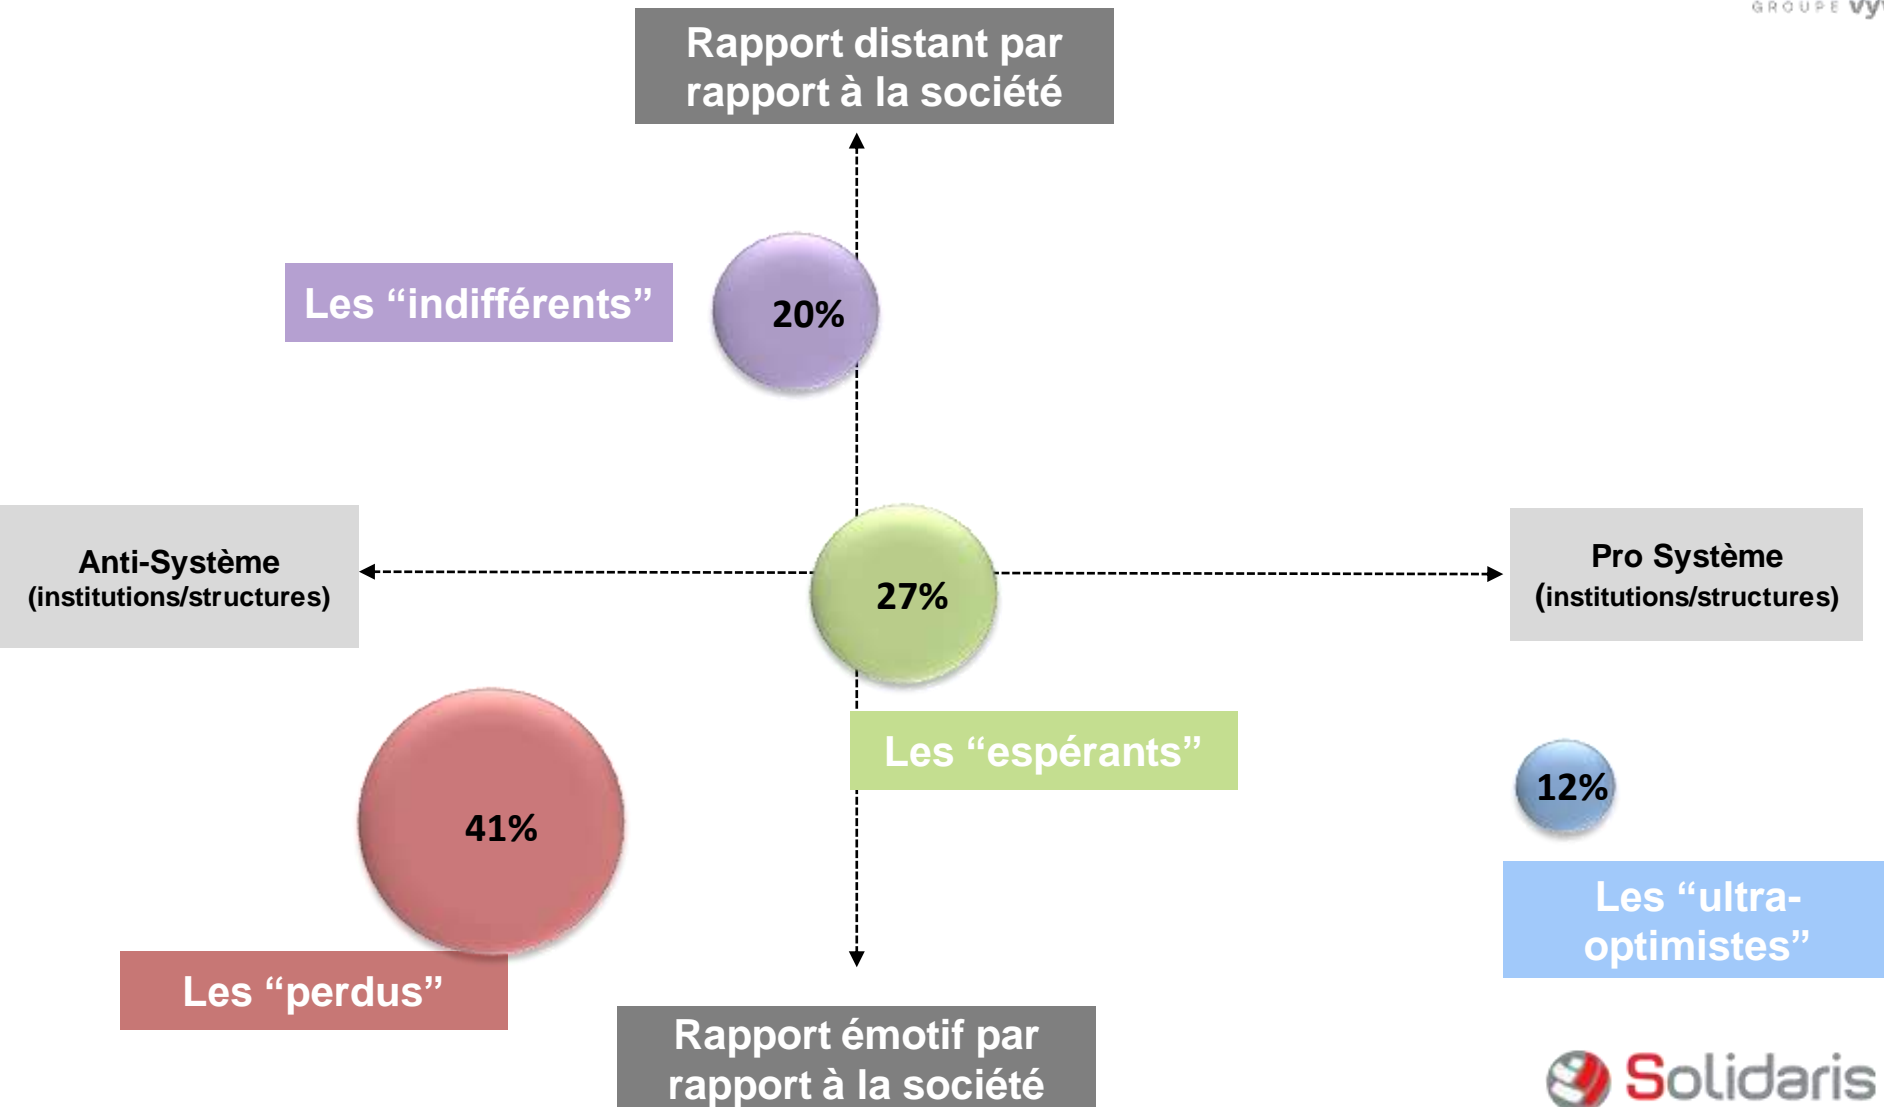 GROUPE
Rapport distant par
rapport à la société
Les “indifférents”
20%
Anti-Système
(institutions/structures)
27%
Pro Système
(institutions/structures)
Les “espérants”
12%
41%
Les “ultra-
optimistes”
Les “perdus”
Rapport émotif par
rapport à la société
Solidaris